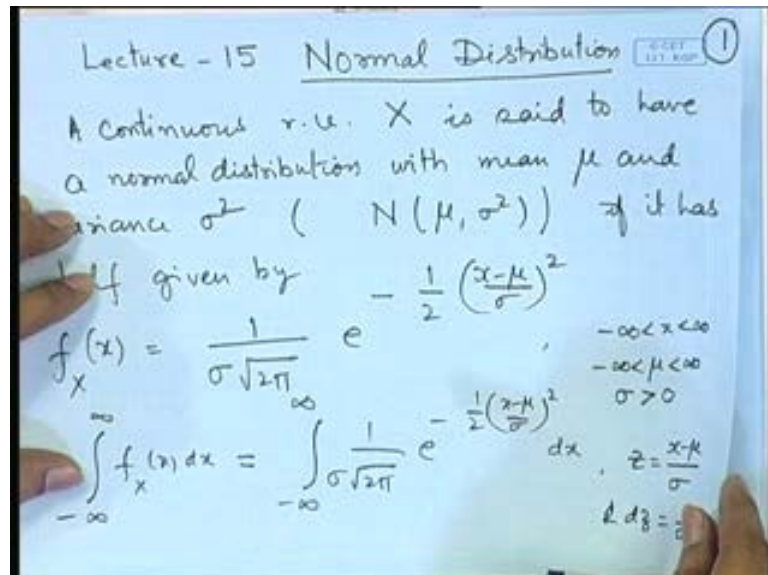 Lecture - 15 Normal Distribution ①
A continuous r.v. X is said to have
a normal distribution with mean μ and
σ² ( N(μ, σ²)) if it has
given by
f_X(x) = 1/(σ√2π) e^{-1/2 ((x-μ)/σ)²} , -∞<x<∞
-∞<μ<∞
σ>0
∫_{-∞}^{∞} f_X(x) dx = ∫_{-∞}^{∞} 1/(σ√2π) e^{-1/2 ((x-μ)/σ)²} dx , z = (x-μ)/σ
dz =